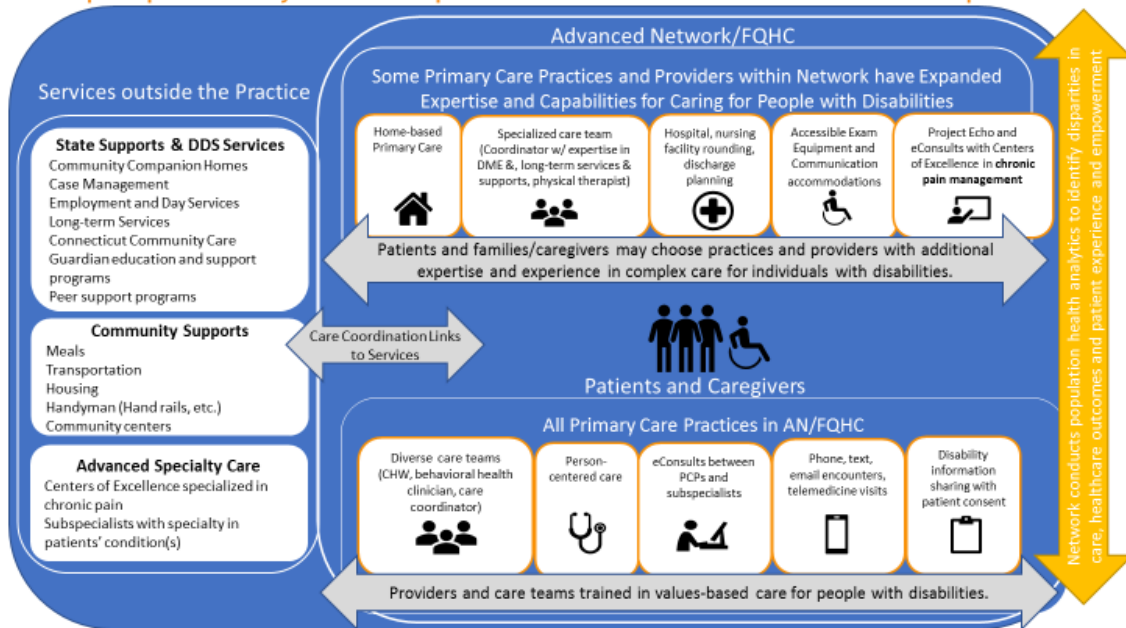 Advanced Network/FQHC
Some Primary Care Practices and Providers within Network have Expanded
Expertise and Capabilities for Caring for People with Disabilities
Home-based
Primary Care
Specialized care team
(Coordinator w/ expertise in
DME &, long-term services &
supports, physical therapist)
Hospital, nursing
facility rounding,
discharge
planning
Accessible Exam
Equipment and
Communication
accommodations
Project Echo and
eConsults with Centers
of Excellence in chronic
pain management
Patients and families/caregivers may choose practices and providers with additional
expertise and experience in complex care for individuals with disabilities.
Services outside the Practice
State Supports & DDS Services
Community Companion Homes
Case Management
Employment and Day Services
Long-term Services
Connecticut Community Care
Guardian education and support
programs
Peer support programs
Community Supports
Meals
Transportation
Housing
Handyman (Hand rails, etc.)
Community centers
Advanced Specialty Care
Centers of Excellence specialized in
chronic pain
Subspecialists with specialty in
patients' condition(s)
Care Coordination Links
to Services
Patients and Caregivers
All Primary Care Practices in AN/FQHC
Diverse care teams
(CHW, behavioral health
clinician, care
coordinator)
Person-
centered care
eConsults between
PCPs and
subspecialists
Phone, text,
email encounters,
telemedicine visits
Disability
information
sharing with
patient consent
Providers and care teams trained in values-based care for people with disabilities.
Network conducts population health analytics to identify disparities in
care, healthcare outcomes and patient experience and empowerment